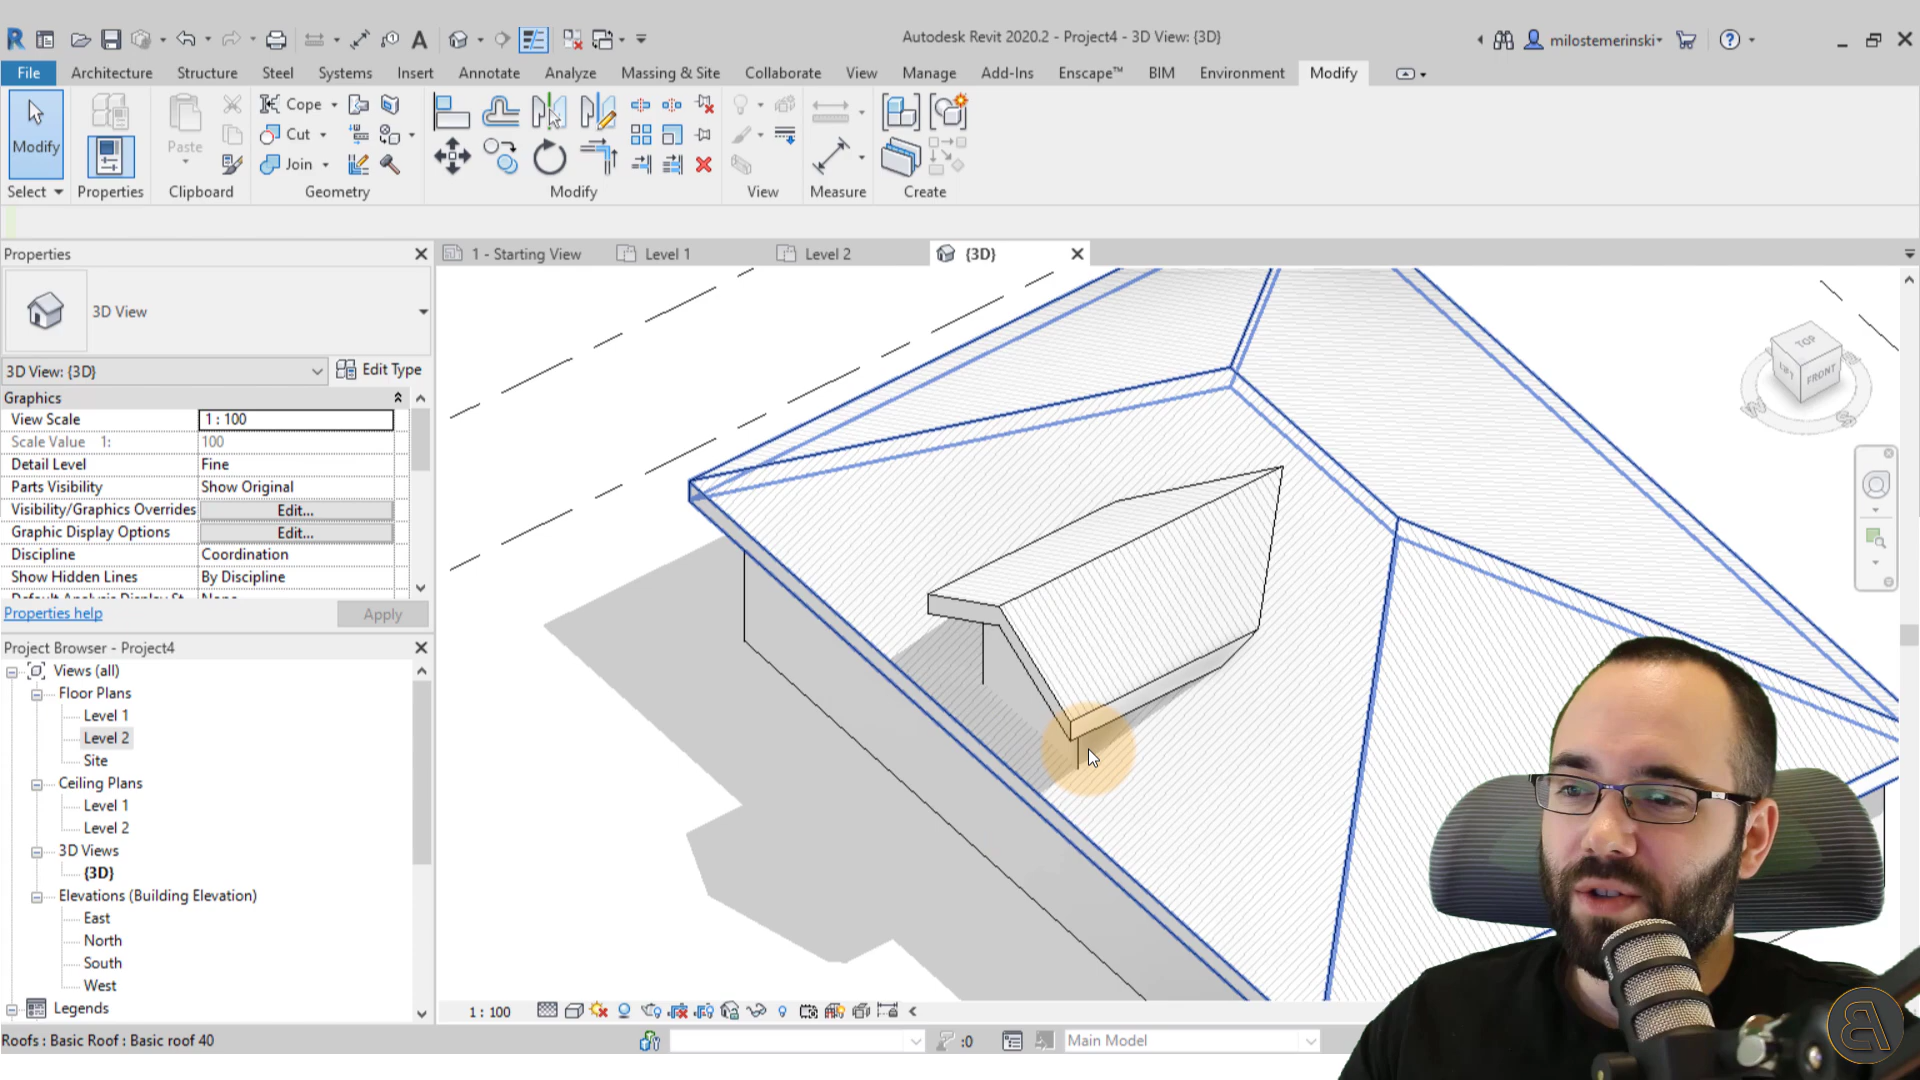 Autodesk Revit 2020.2 - Project4 - 3D View: {3D}
milostemerinski
File
Architecture
Structure
Steel
Systems
Insert
Annotate
Analyze
Massing & Site
Collaborate
View
Manage
Add-Ins
Enscape™
BIM
Environment
Modify
Modify
Paste
Cope
Cut
Join
Select
Properties
Clipboard
Geometry
Modify
View
Measure
Create
Properties
1 - Starting View
Level 1
Level 2
{3D}
3D View
3D View: {3D}
Edit Type
Graphics
View Scale
1 : 100
Scale Value 1:
100
Detail Level
Fine
Parts Visibility
Show Original
Visibility/Graphics Overrides
Edit...
Graphic Display Options
Edit...
Discipline
Coordination
Show Hidden Lines
By Discipline
Properties help
Apply
Project Browser - Project4
Views (all)
Floor Plans
Level 1
Level 2
Site
Ceiling Plans
Level 1
Level 2
3D Views
{3D}
Elevations (Building Elevation)
East
North
South
West
Legends
TOP
FRONT
W
S
1 : 100
Roofs : Basic Roof : Basic roof 40
:0
Main Model